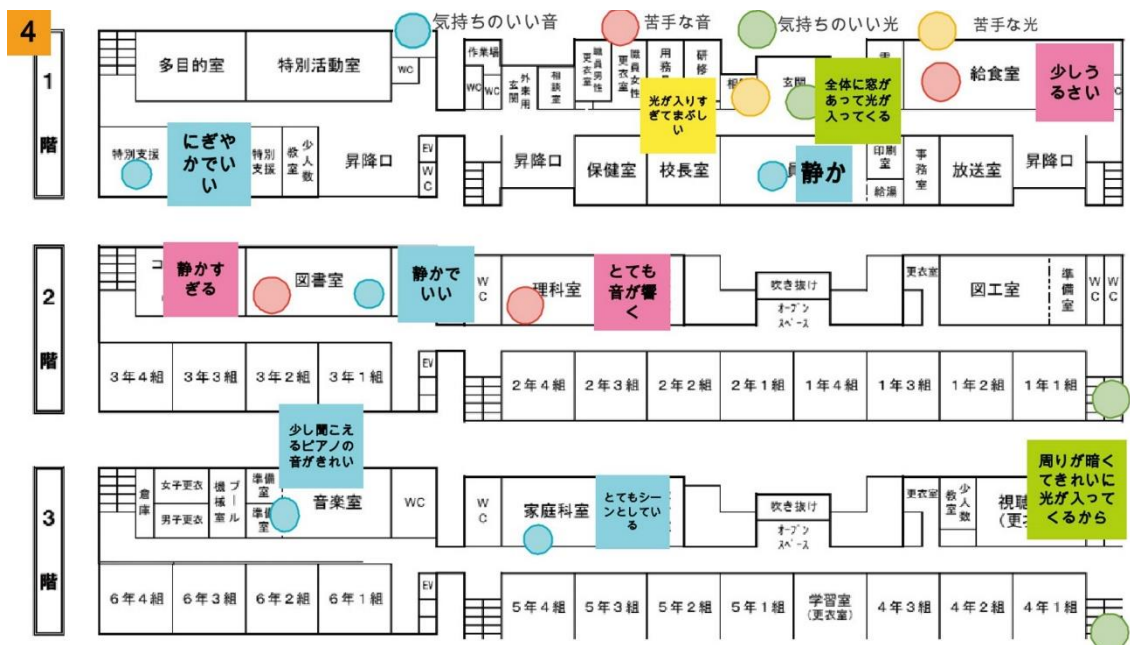 4
気持ちのいい音
苦手な音
気持ちのいい光
苦手な光
1
階
多目的室
特別活動室
WC
作業場
WC
WC
外来用
玄関
相談室
職員男性
更衣室
職員女性
更衣室
用務員
研修
玄関
給食室
少しう
るさい
光が入りす
ぎてまぶし
い
全体に窓が
あって光が
入ってくる
特別支援
にぎや
かでい
い
特別
支援
少人数
教室
昇降口
EV
WC
昇降口
保健室
校長室
静か
印刷
室
給湯
事務室
放送室
昇降口
2
階
静かす
ぎる
図書室
静かで
いい
WC
理科室
とても
音が響
く
吹き抜け
オープン
スペース
更衣室
図工室
準備室
WC
WC
3年4組
3年3組
3年2組
3年1組
EV
2年4組
2年3組
2年2組
2年1組
1年4組
1年3組
1年2組
1年1組
少し聞こえ
るピアノの
音がきれい
周りが暗く
てきれいに
光が入って
くるから
3
階
倉庫
女子更衣
男子更衣
プール
機械室
準備
室
準備
室
音楽室
WC
WC
家庭科室
とてもシー
ンとしてい
る
吹き抜け
オープン
スペース
更衣室
少人数
教室
(更衣
6年4組
6年3組
6年2組
6年1組
EV
5年4組
5年3組
5年2組
5年1組
学習室
(更衣室)
4年3組
4年2組
4年1組